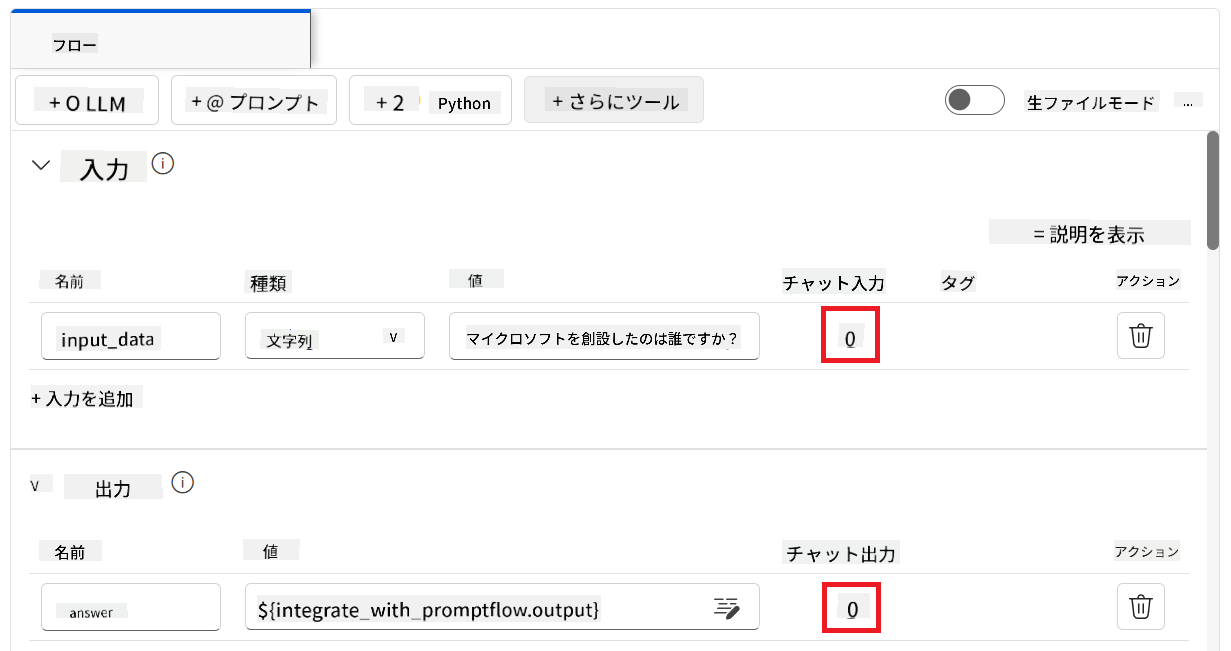 フロー
+ O LLM + @ プロンプト + 2 Python + さらにツール 生ファイルモード ...
入力
= 説明を表示
名前 種類 値 チャット入力 タグ アクション
input_data 文字列 v マイクロソフトを創設したのは誰ですか？ 0
+ 入力を追加
v 出力
名前 値 チャット出力 アクション
answer ${integrate_with_promptflow.output} 0